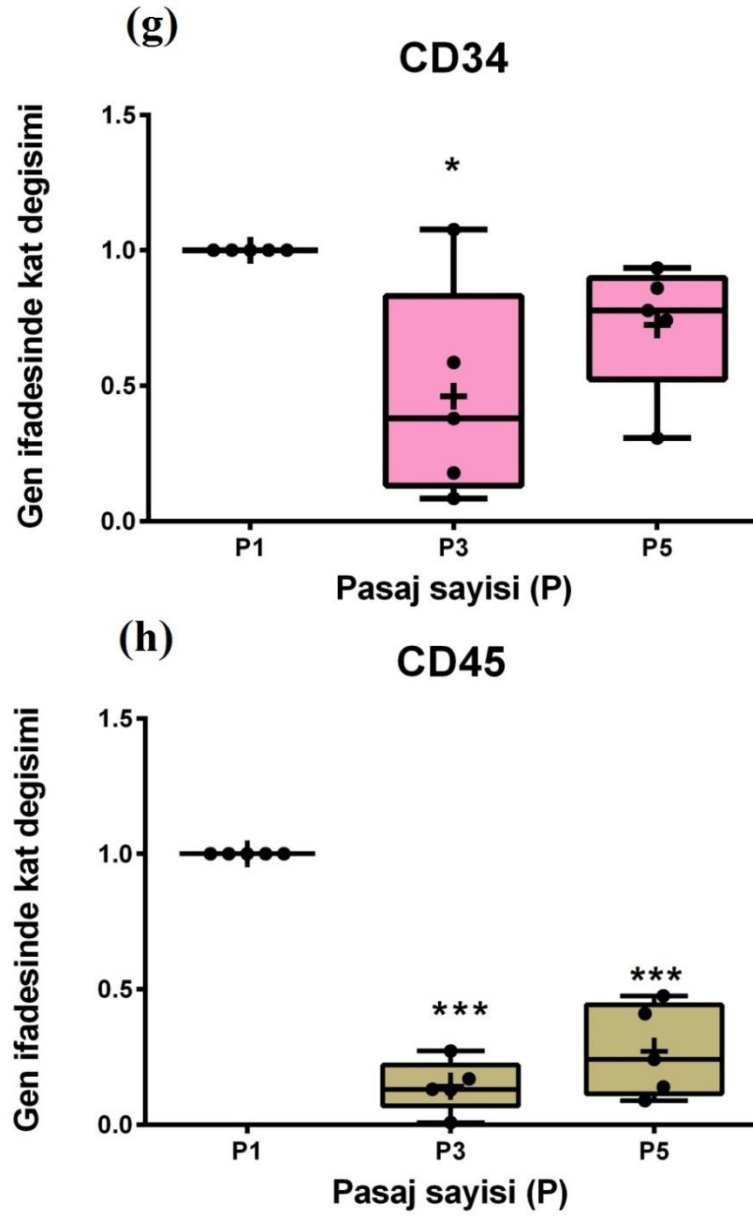 (g)
CD34
Gen ifadesinde kat degisimi
1.5
1.0
0.5
0.0
*
P1 P3 P5
Pasaj sayisi (P)
(h)
CD45
Gen ifadesinde kat degisimi
1.5
1.0
0.5
0.0
*** ***
P1 P3 P5
Pasaj sayisi (P)